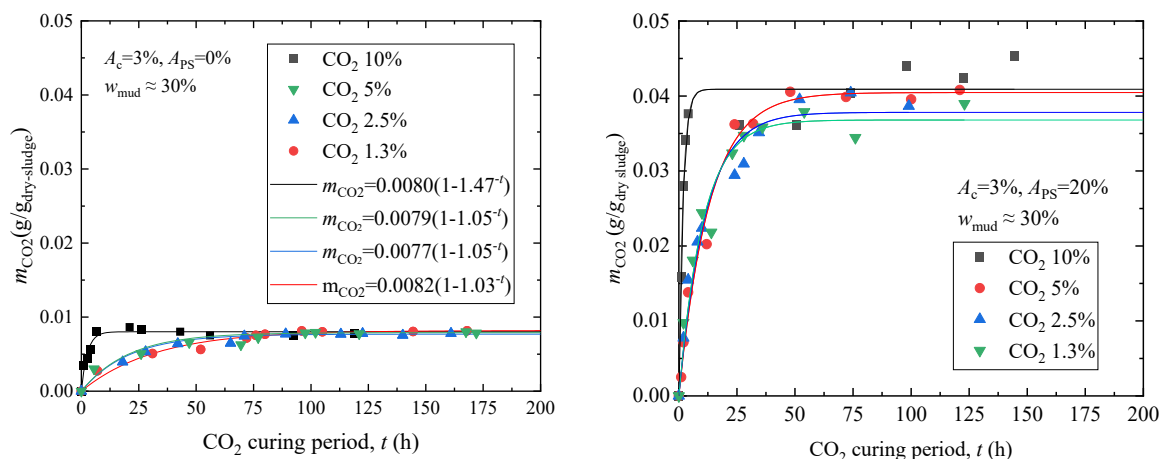 0.05
0.04
0.03
0.02
0.01
0.00
m_CO2(g/g_dry-sludge)
A_c=3%, A_PS=0%
w_mud ≈ 30%
CO₂ 10%
CO₂ 5%
CO₂ 2.5%
CO₂ 1.3%
m_CO2=0.0080(1-1.47^-t)
m_CO2=0.0079(1-1.05^-t)
m_CO2=0.0077(1-1.05^-t)
m_CO2=0.0082(1-1.03^-t)
0 25 50 75 100 125 150 175 200
CO₂ curing period, t (h)
0.05
0.04
0.03
0.02
0.01
0.00
m_CO2 (g/g_dry sludge)
A_c=3%, A_PS=20%
w_mud ≈ 30%
CO₂ 10%
CO₂ 5%
CO₂ 2.5%
CO₂ 1.3%
0 25 50 75 100 125 150 175 200
CO₂ curing period, t (h)